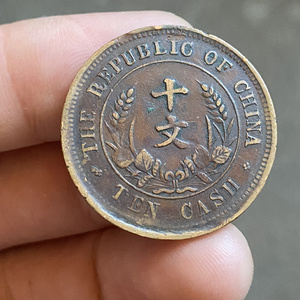 THE REPUBLIC OF CHINA
十
文
TEN CASH